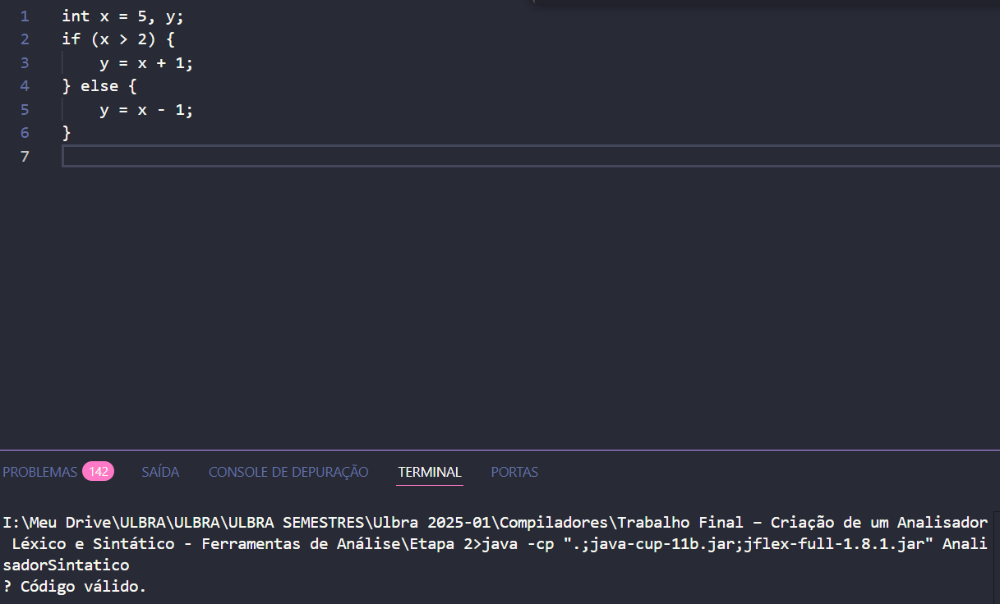 1 int x = 5, y;
2 if (x > 2) {
3 y = x + 1;
4 } else {
5 y = x - 1;
6 }
7
PROBLEMAS 142 SAÍDA CONSOLE DE DEPURAÇÃO TERMINAL PORTAS
I:\Meu Drive\ULBRA\ULBRA\ULBRA SEMESTRES\Ulbra 2025-01\Compiladores\Trabalho Final – Criação de um Analisador
Léxico e Sintático - Ferramentas de Análise\Etapa 2>java -cp ".;java-cup-11b.jar;jflex-full-1.8.1.jar" Anali
sadorSintatico
? Código válido.